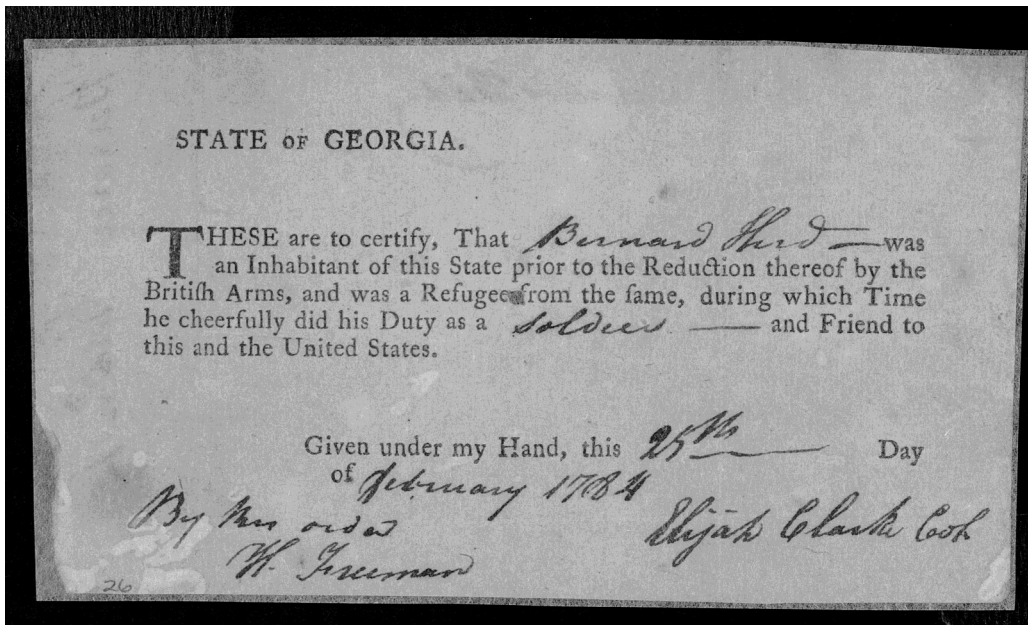 STATE OF GEORGIA.
THESE are to certify, That Bernard Herd — was
an Inhabitant of this State prior to the Reduction thereof by the
Britiſh Arms, and was a Refugee from the ſame, during which Time
he cheerfully did his Duty as a Soldier — and Friend to
this and the United States.
Given under my Hand, this 25th — Day
of february 1784
By his order
Elijah Clark Col
H. Freeman
26